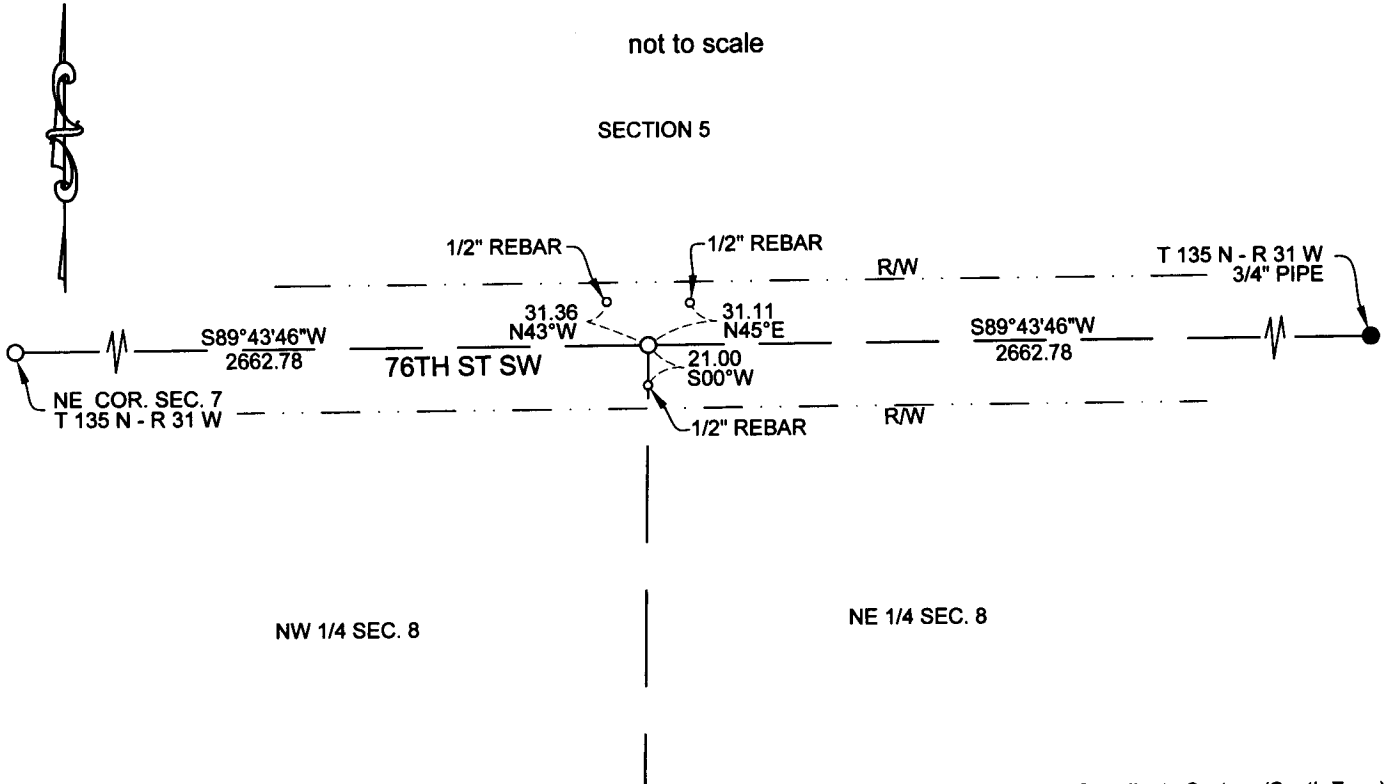 not to scale
SECTION 5
1/2" REBAR
1/2" REBAR
R/W
T 135 N - R 31 W
3/4" PIPE
31.36
N43°W
31.11
N45°E
S89°43'46"W
2662.78
76TH ST SW
S89°43'46"W
2662.78
21.00
S00°W
NE COR. SEC. 7
T 135 N - R 31 W
1/2" REBAR
R/W
NW 1/4 SEC. 8
NE 1/4 SEC. 8